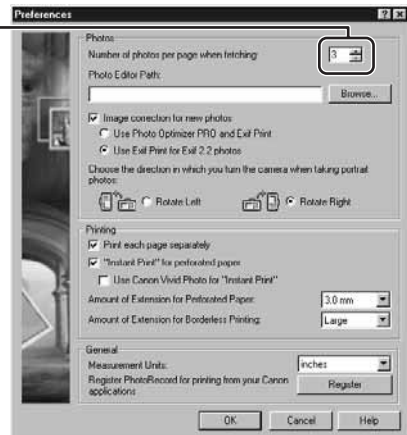 Preferences
Photos
Number of photos per page when fetching:
3
Photo Editor Path:
Browse...
Image correction for new photos
Use Photo Optimizer PRO and Exif Print
Use Exif Print for Exif 2.2 photos
Choose the direction in which you turn the camera when taking portrait
photos:
Rotate Left
Rotate Right
Printing
Print each page separately
"Instant Print" for perforated paper
Use Canon Vivid Photo for "Instant Print"
Amount of Extension for Perforated Paper:
3.0 mm
Amount of Extension for Borderless Printing:
Large
General
Measurement Units:
inches
Register PhotoRecord for printing from your Canon
applications
Register
OK
Cancel
Help